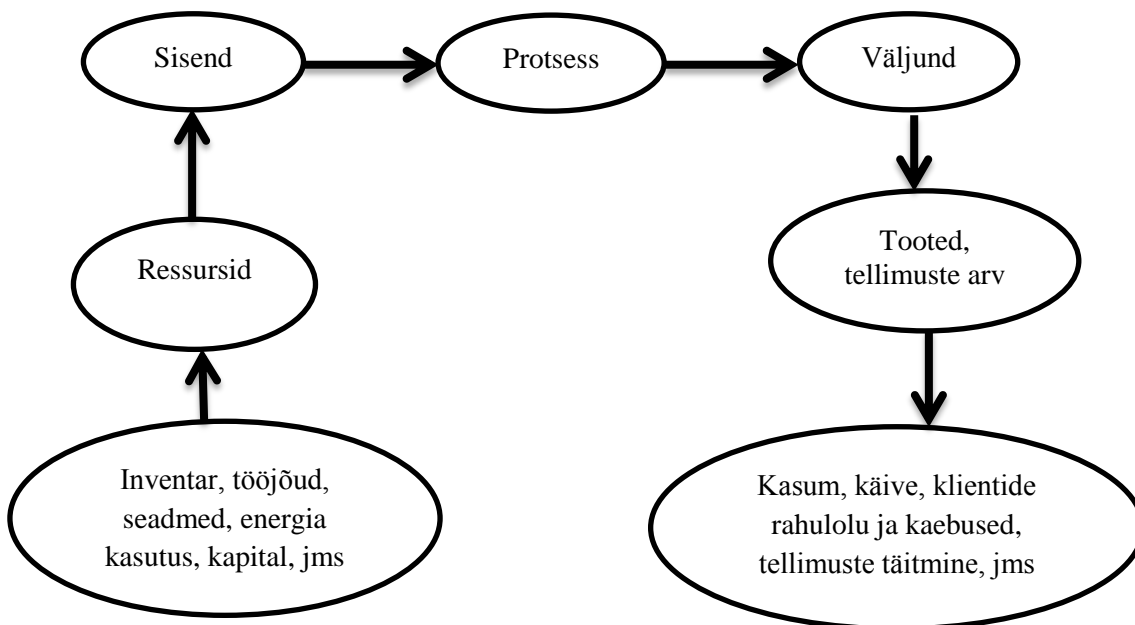 Sisend
Protsess
Väljund
Ressursid
Tooted,
tellimuste arv
Inventar, tööjõud,
seadmed, energia
kasutus, kapital, jms
Kasum, käive, klientide
rahulolu ja kaebused,
tellimuste täitmine, jms